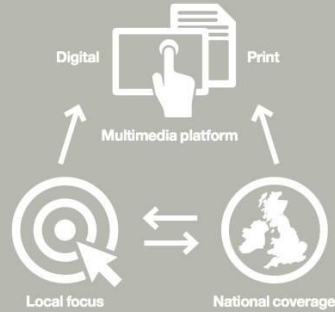 Digital
Print
Multimedia platform
Local focus
National coverage